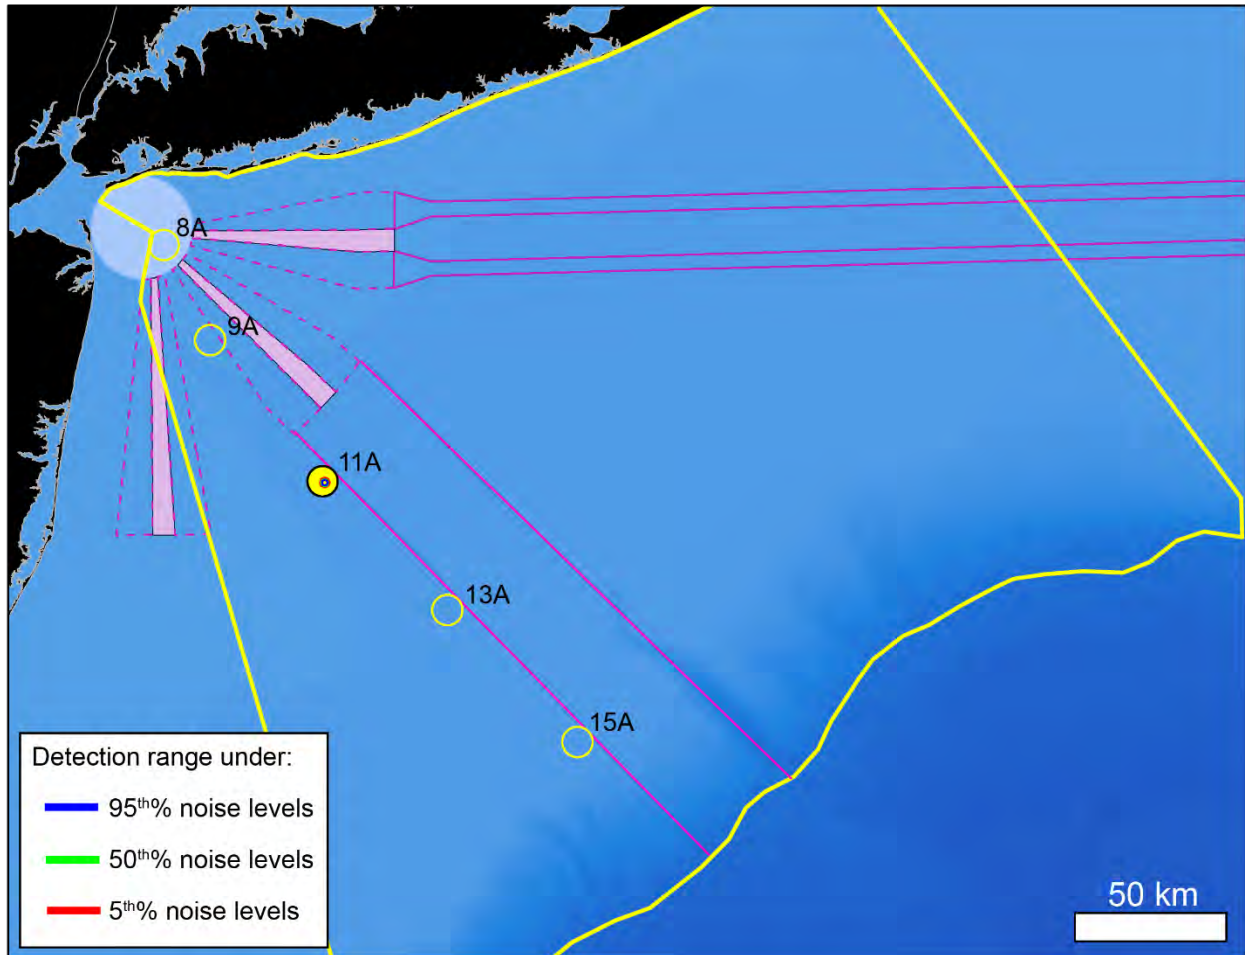 8A
9A
11A
13A
15A
Detection range under:
95th% noise levels
50th% noise levels
5th% noise levels
50 km